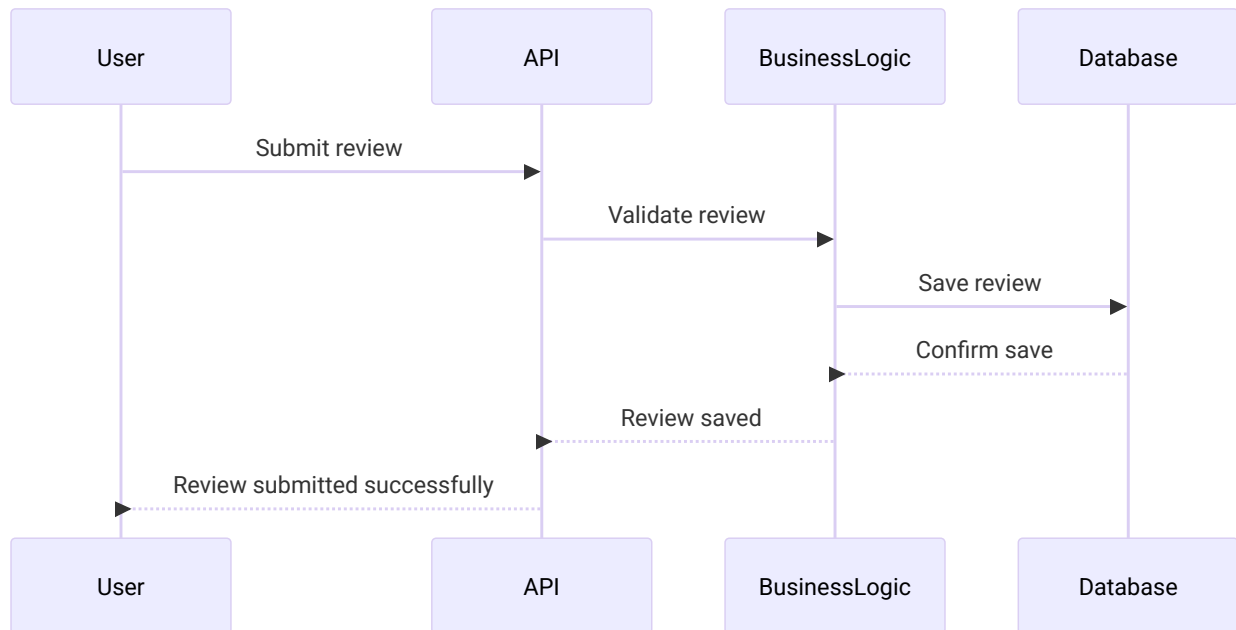 User
API
BusinessLogic
Database
Submit review
Validate review
Save review
Confirm save
Review saved
Review submitted successfully
User
API
BusinessLogic
Database